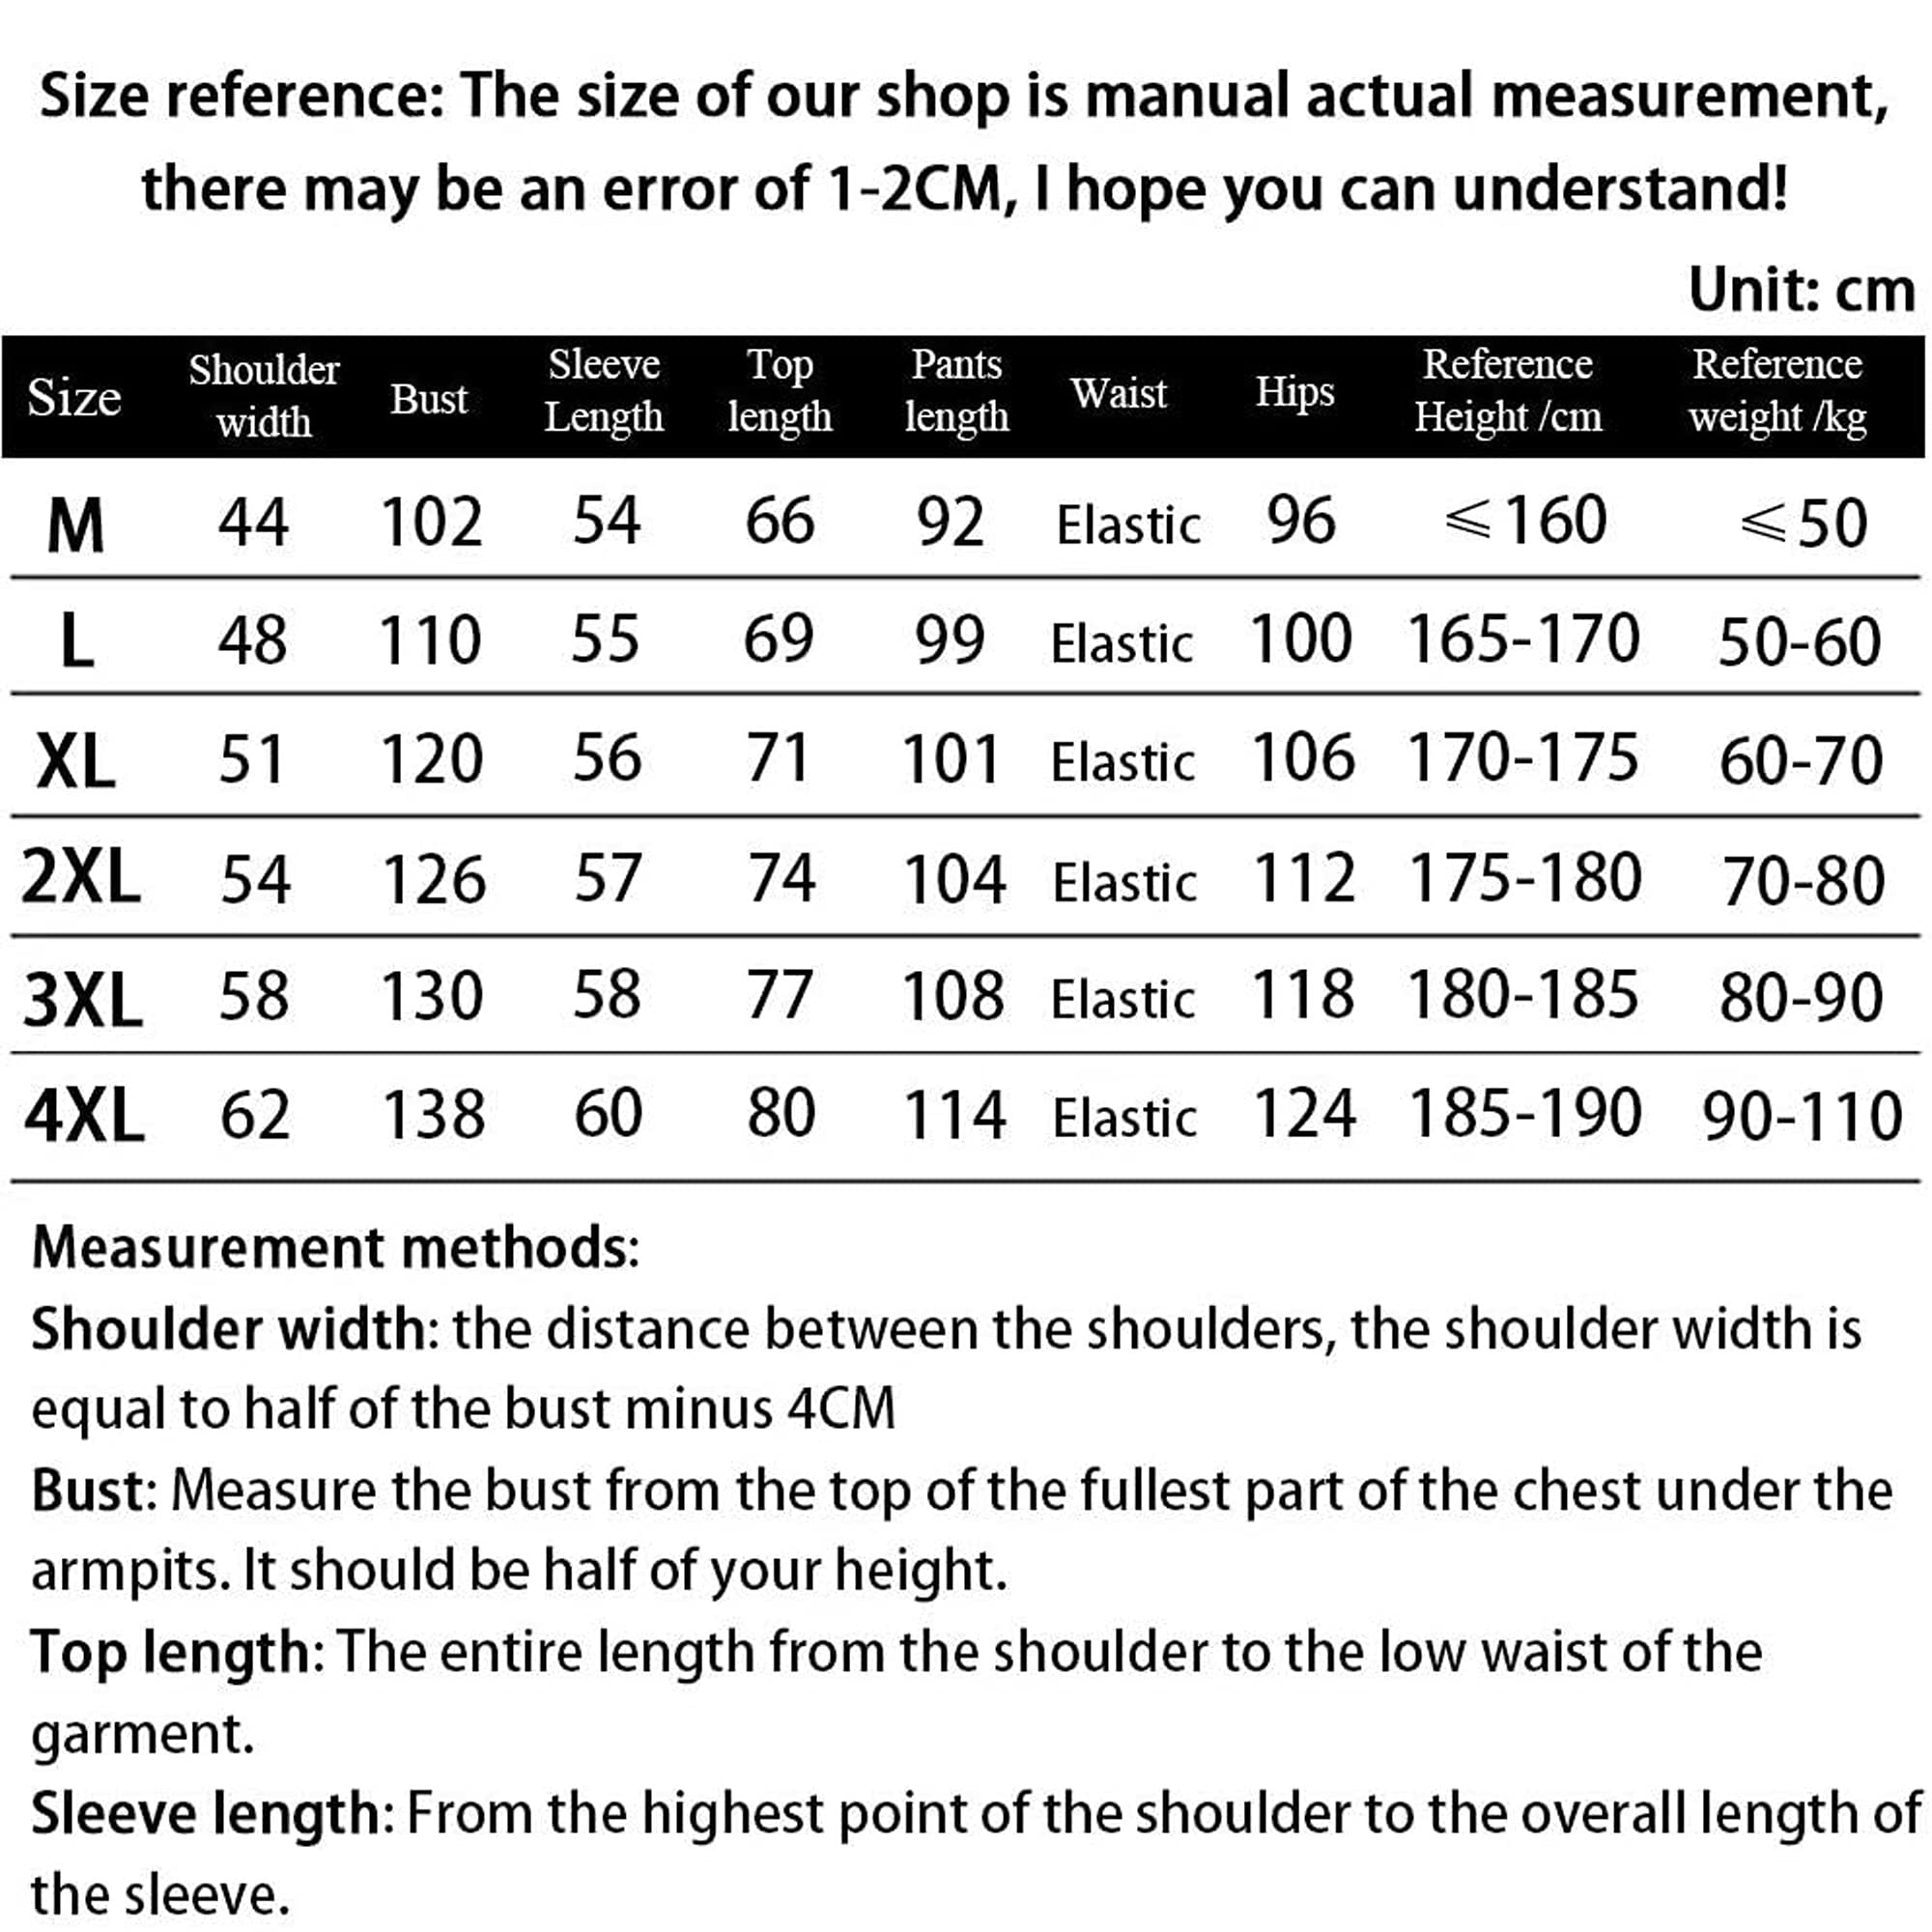 Size reference: The size of our shop is manual actual measurement,
there may be an error of 1-2CM, I hope you can understand!
Unit: cm
Size Shoulder width Bust Sleeve Length Top length Pants length Waist Hips Reference Height /cm Reference weight /kg
M 44 102 54 66 92 Elastic 96 ⩽160 ⩽50
L 48 110 55 69 99 Elastic 100 165-170 50-60
XL 51 120 56 71 101 Elastic 106 170-175 60-70
2XL 54 126 57 74 104 Elastic 112 175-180 70-80
3XL 58 130 58 77 108 Elastic 118 180-185 80-90
4XL 62 138 60 80 114 Elastic 124 185-190 90-110
Measurement methods:
Shoulder width: the distance between the shoulders, the shoulder width is
equal to half of the bust minus 4CM
Bust: Measure the bust from the top of the fullest part of the chest under the
armpits. It should be half of your height.
Top length: The entire length from the shoulder to the low waist of the
garment.
Sleeve length: From the highest point of the shoulder to the overall length of
the sleeve.